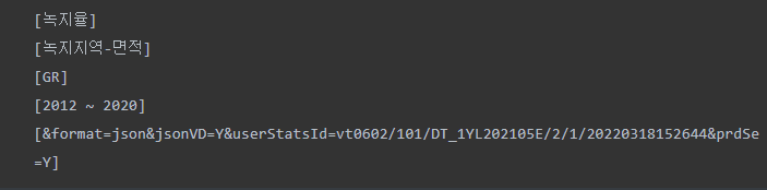 [녹지율]
[녹지지역-면적]
[GR]
[2012 ~ 2020]
[&format=json&jsonVD=Y&userStatsId=vt0602/101/DT_1YL202105E/2/1/20220318152644&prdSe
=Y]